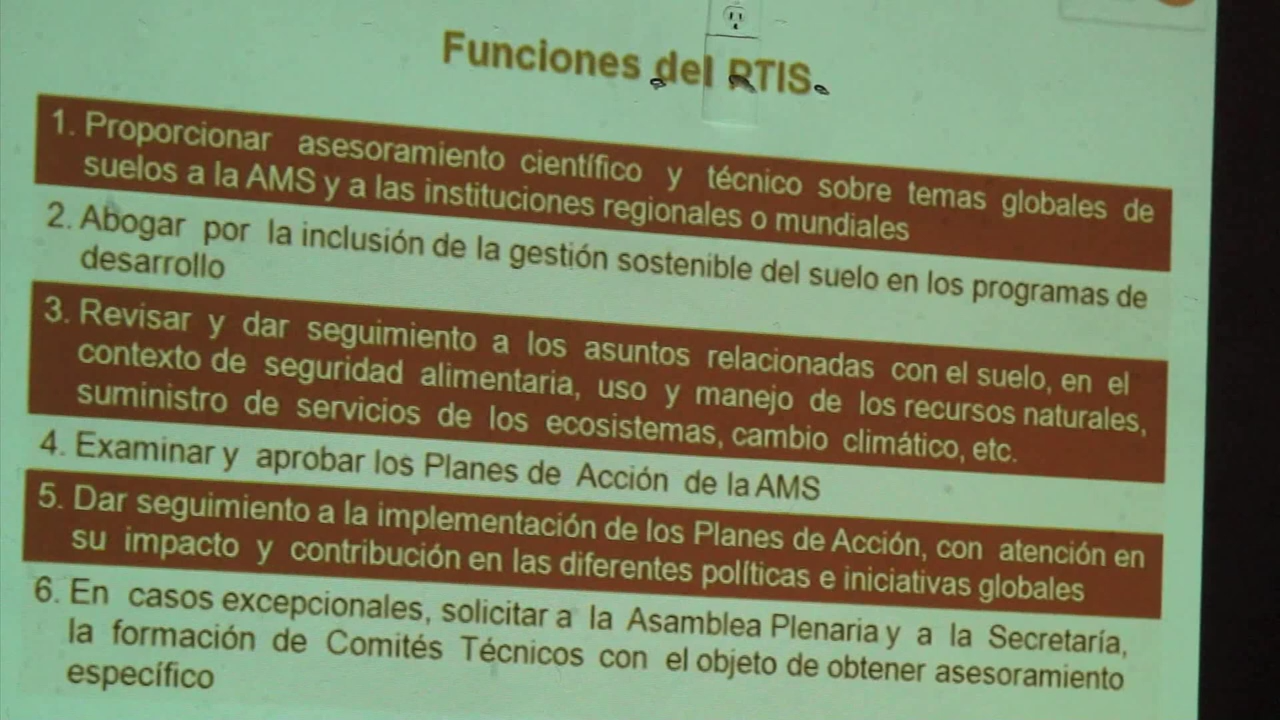 Funciones del RTIS
1. Proporcionar asesoramiento científico y técnico sobre temas globales de
suelos a la AMS y a las instituciones regionales o mundiales
2. Abogar por la inclusión de la gestión sostenible del suelo en los programas de
desarrollo
3. Revisar y dar seguimiento a los asuntos relacionadas con el suelo, en el
contexto de seguridad alimentaria, uso y manejo de los recursos naturales,
suministro de servicios de los ecosistemas, cambio climático, etc.
4. Examinar y aprobar los Planes de Acción de la AMS
5. Dar seguimiento a la implementación de los Planes de Acción, con atención en
su impacto y contribución en las diferentes políticas e iniciativas globales
6. En casos excepcionales, solicitar a la Asamblea Plenaria y a la Secretaría,
la formación de Comités Técnicos con el objeto de obtener asesoramiento
específico